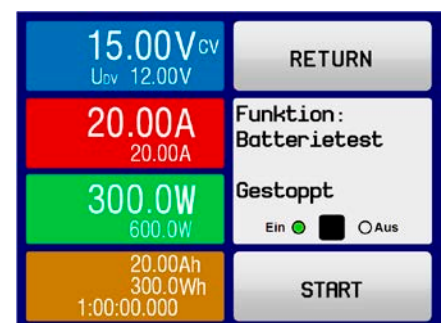 15.00V CV
UDV 12.00V
RETURN
20.00A
20.00A
Funktion:
Batterietest
300.0W
600.0W
Gestoppt
Ein Aus
20.00Ah
300.0Wh
1:00:00.000
START